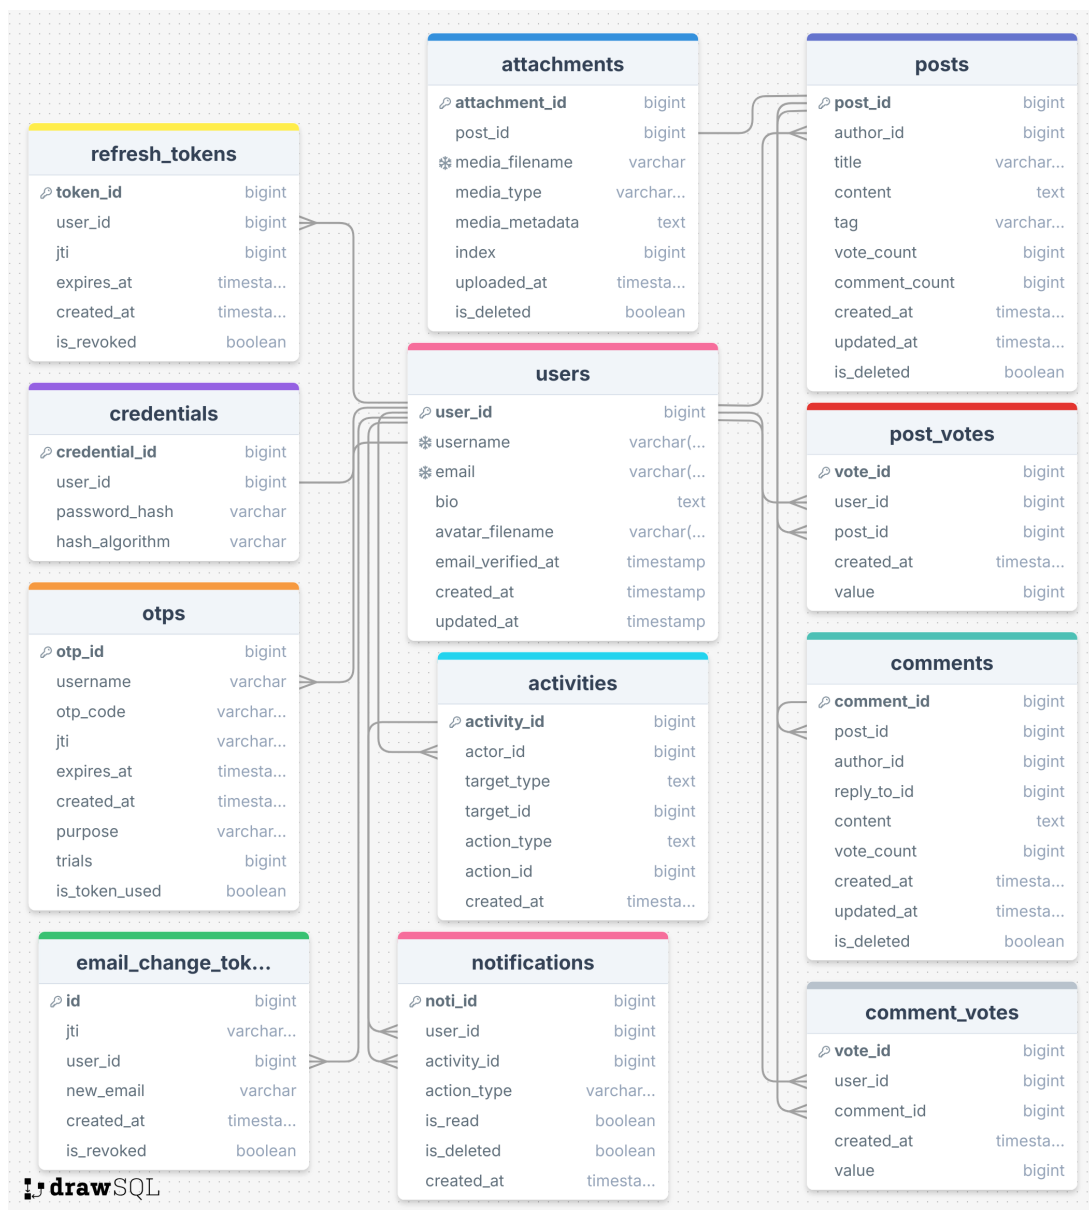 attachments
attachment_id bigint
post_id bigint
media_filename varchar
media_type varchar...
media_metadata text
index bigint
uploaded_at timesta...
is_deleted boolean
posts
post_id bigint
author_id bigint
title varchar...
content text
tag varchar...
vote_count bigint
comment_count bigint
created_at timesta...
updated_at timesta...
is_deleted boolean
refresh_tokens
token_id bigint
user_id bigint
jti bigint
expires_at timesta...
created_at timesta...
is_revoked boolean
users
user_id bigint
username varchar(...
email varchar(...
bio text
avatar_filename varchar(...
email_verified_at timestamp
created_at timestamp
updated_at timestamp
credentials
credential_id bigint
user_id bigint
password_hash varchar
hash_algorithm varchar
post_votes
vote_id bigint
user_id bigint
post_id bigint
created_at timesta...
value bigint
otps
otp_id bigint
username varchar
otp_code varchar...
jti varchar...
expires_at timesta...
created_at timesta...
purpose varchar...
trials bigint
is_token_used boolean
activities
activity_id bigint
actor_id bigint
target_type text
target_id bigint
action_type text
action_id bigint
created_at timesta...
comments
comment_id bigint
post_id bigint
author_id bigint
reply_to_id bigint
content text
vote_count bigint
created_at timesta...
updated_at timesta...
is_deleted boolean
email_change_tok...
id bigint
jti varchar...
user_id bigint
new_email varchar
created_at timesta...
is_revoked boolean
notifications
noti_id bigint
user_id bigint
activity_id bigint
action_type varchar...
is_read boolean
is_deleted boolean
created_at timesta...
comment_votes
vote_id bigint
user_id bigint
comment_id bigint
created_at timesta...
value bigint
drawSQL